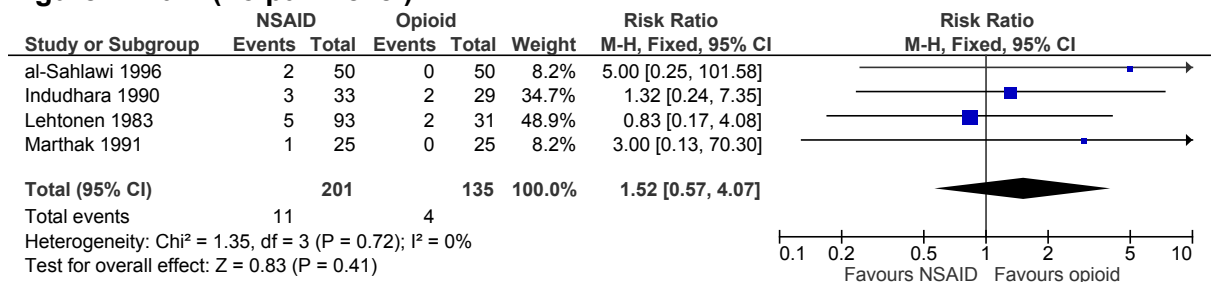 NSAID Opioid Risk Ratio Risk Ratio
Study or Subgroup Events Total Events Total Weight M-H, Fixed, 95% CI M-H, Fixed, 95% CI
al-Sahlawi 1996 2 50 0 50 8.2% 5.00 [0.25, 101.58]
Indudhara 1990 3 33 2 29 34.7% 1.32 [0.24, 7.35]
Lehtonen 1983 5 93 2 31 48.9% 0.83 [0.17, 4.08]
Marthak 1991 1 25 0 25 8.2% 3.00 [0.13, 70.30]
Total (95% CI) 201 135 100.0% 1.52 [0.57, 4.07]
Total events 11 4
Heterogeneity: Chi² = 1.35, df = 3 (P = 0.72); I² = 0%
Test for overall effect: Z = 0.83 (P = 0.41)
0.1 0.2 0.5 1 2 5 10
Favours NSAID Favours opioid